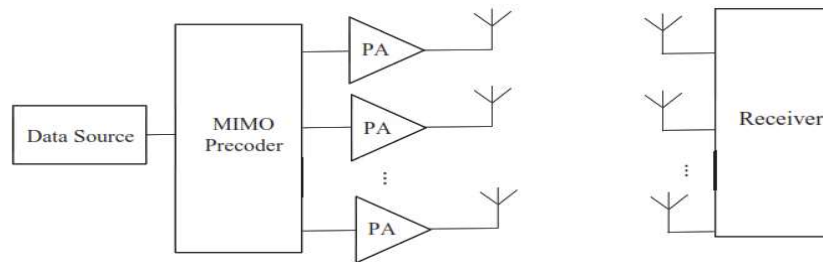 PA
Data Source
MIMO
Precoder
PA
Receiver
...
...
PA